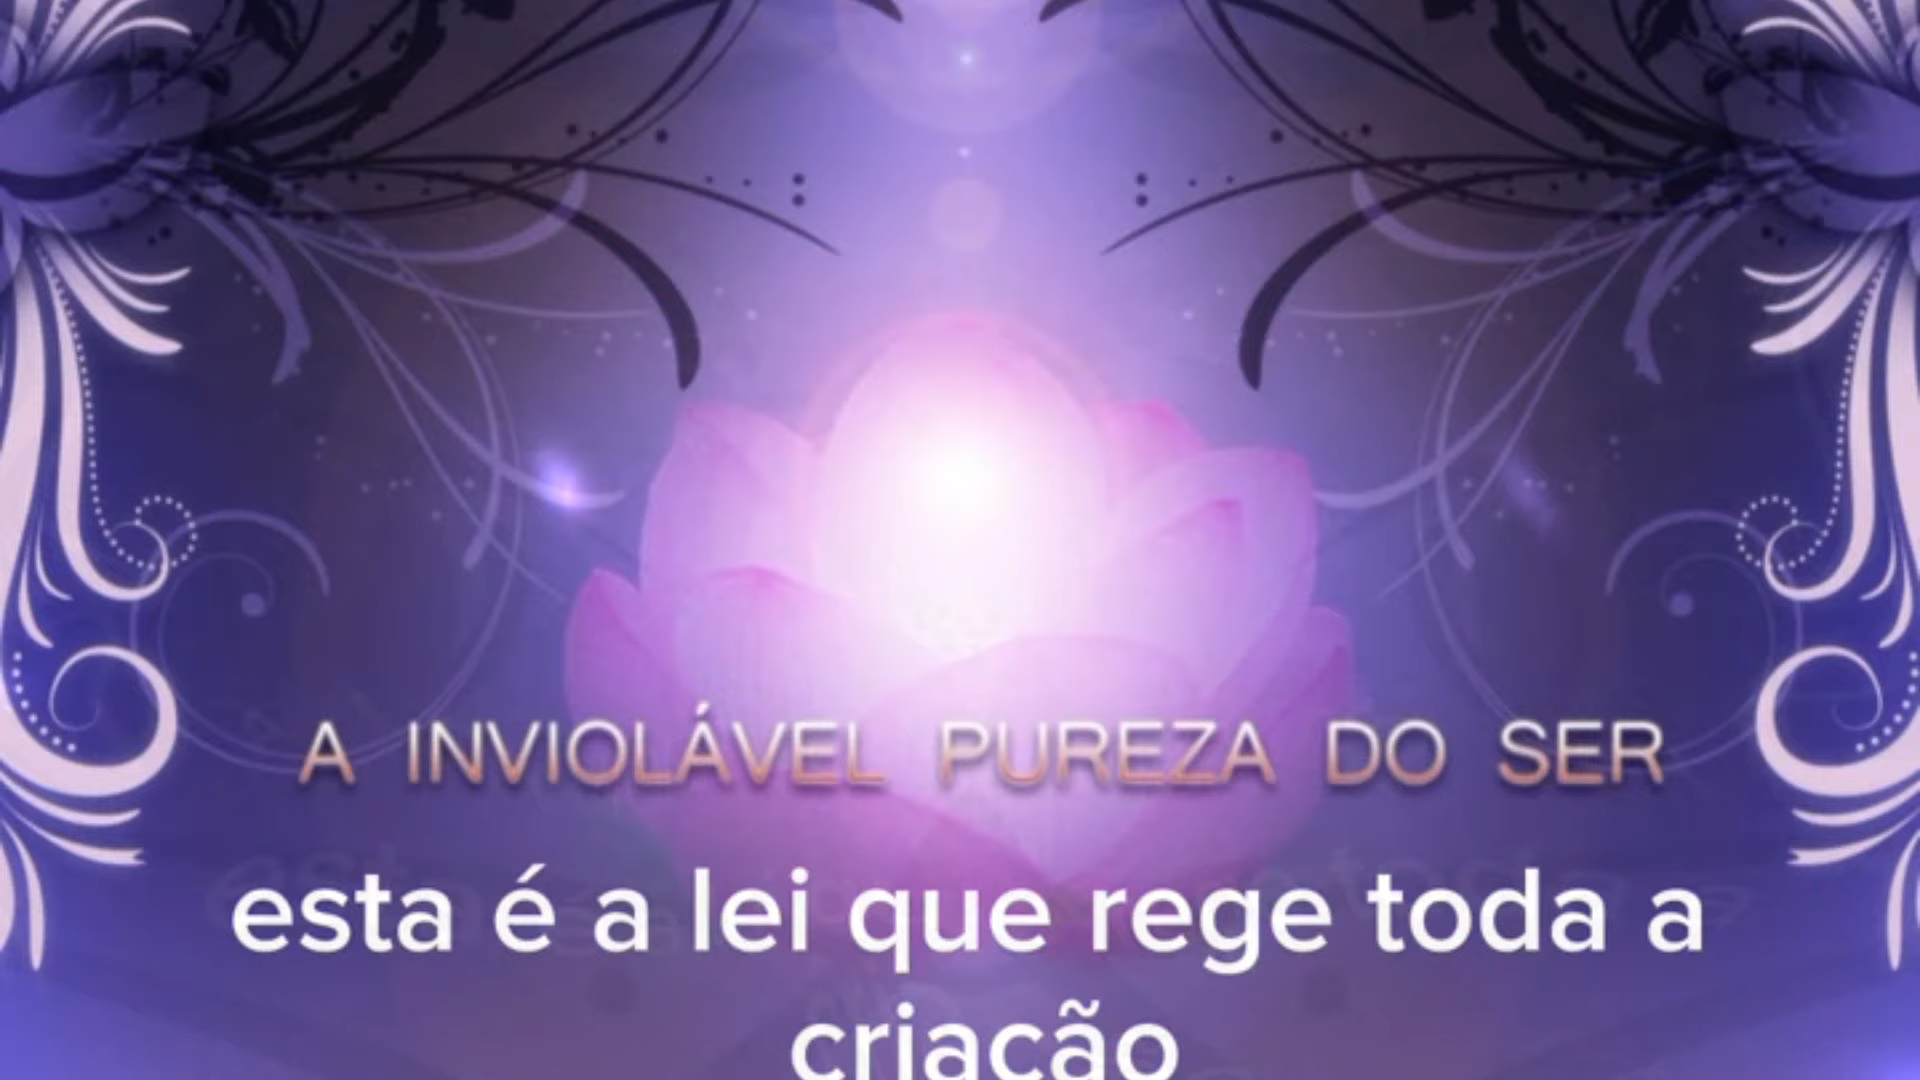 A INVIOLÁVEL PUREZA DO SER
esta é a lei que rege toda a
criação